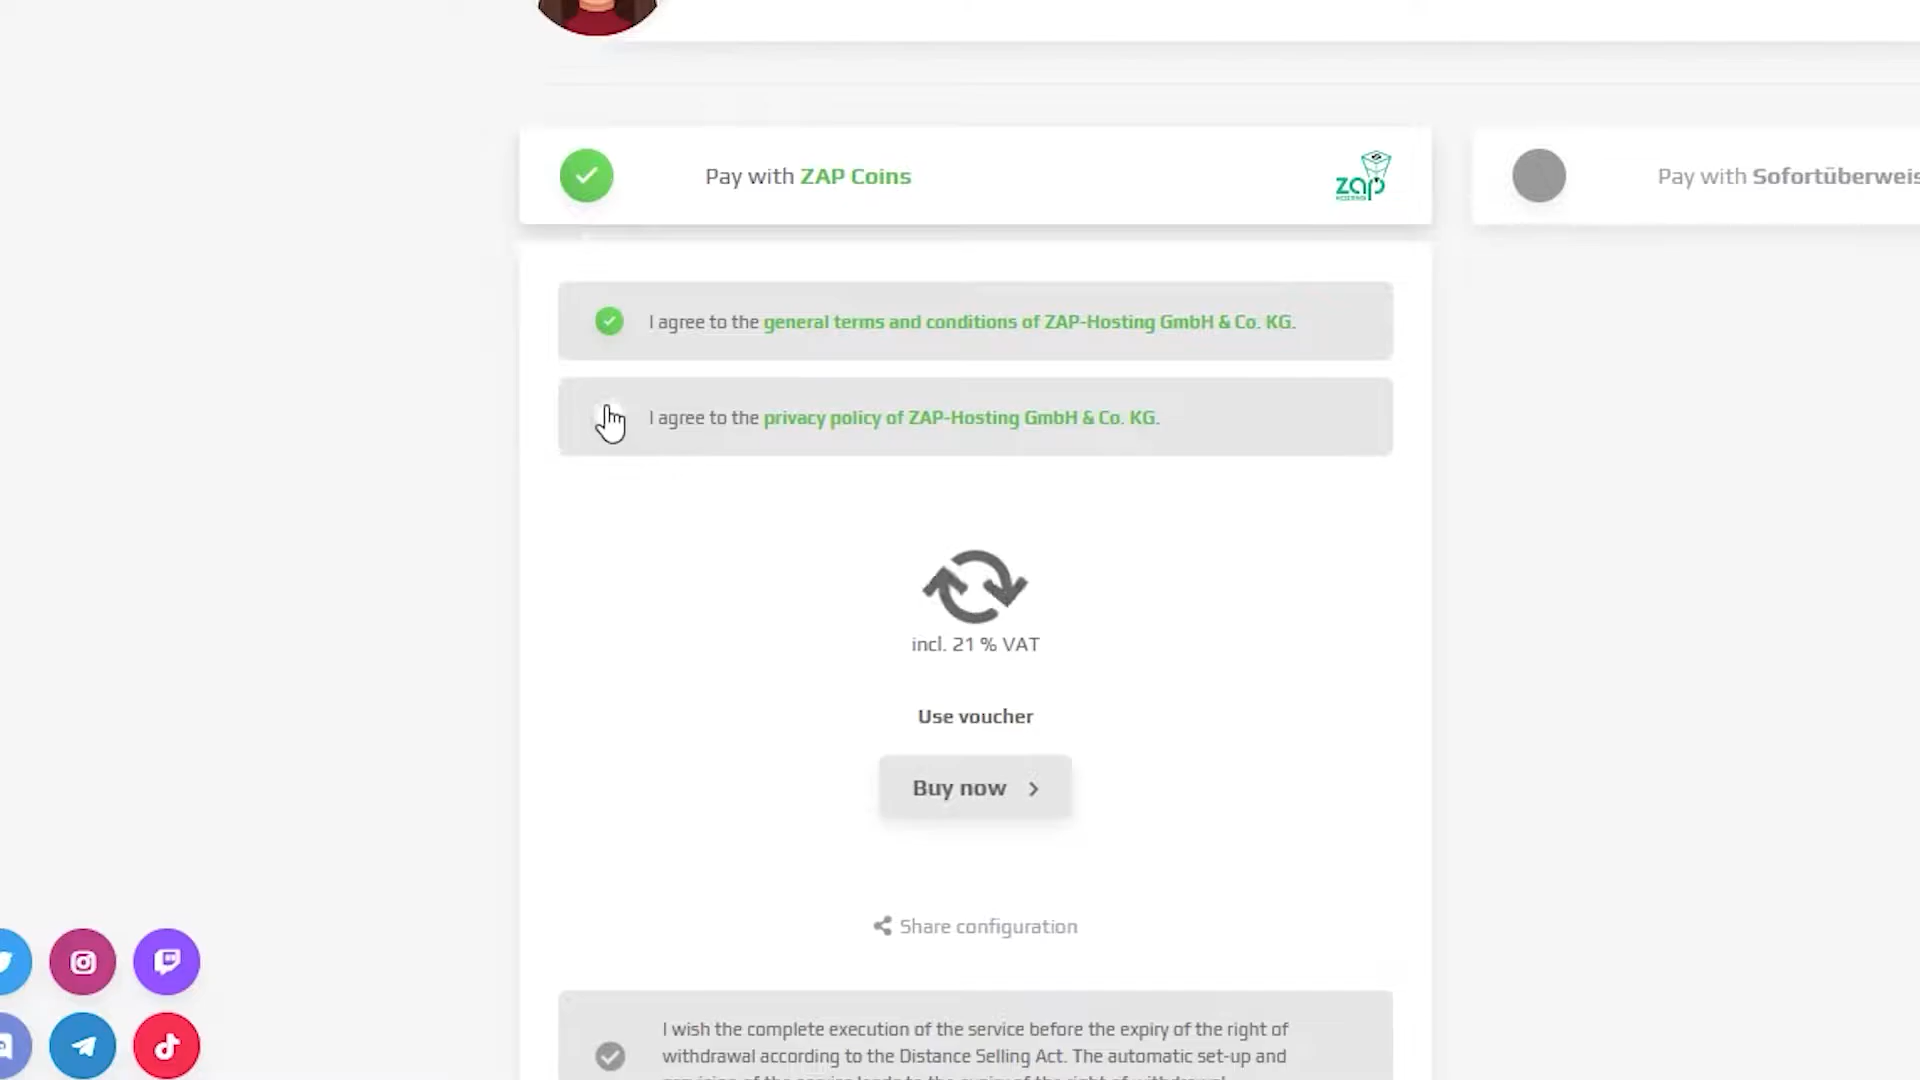 Pay with ZAP Coins
zap
Pay with Sofortüberweis
I agree to the general terms and conditions of ZAP-Hosting GmbH & Co. KG.
I agree to the privacy policy of ZAP-Hosting GmbH & Co. KG.
incl. 21 % VAT
Use voucher
Buy now
Share configuration
I wish the complete execution of the service before the expiry of the right of
withdrawal according to the Distance Selling Act. The automatic set-up and